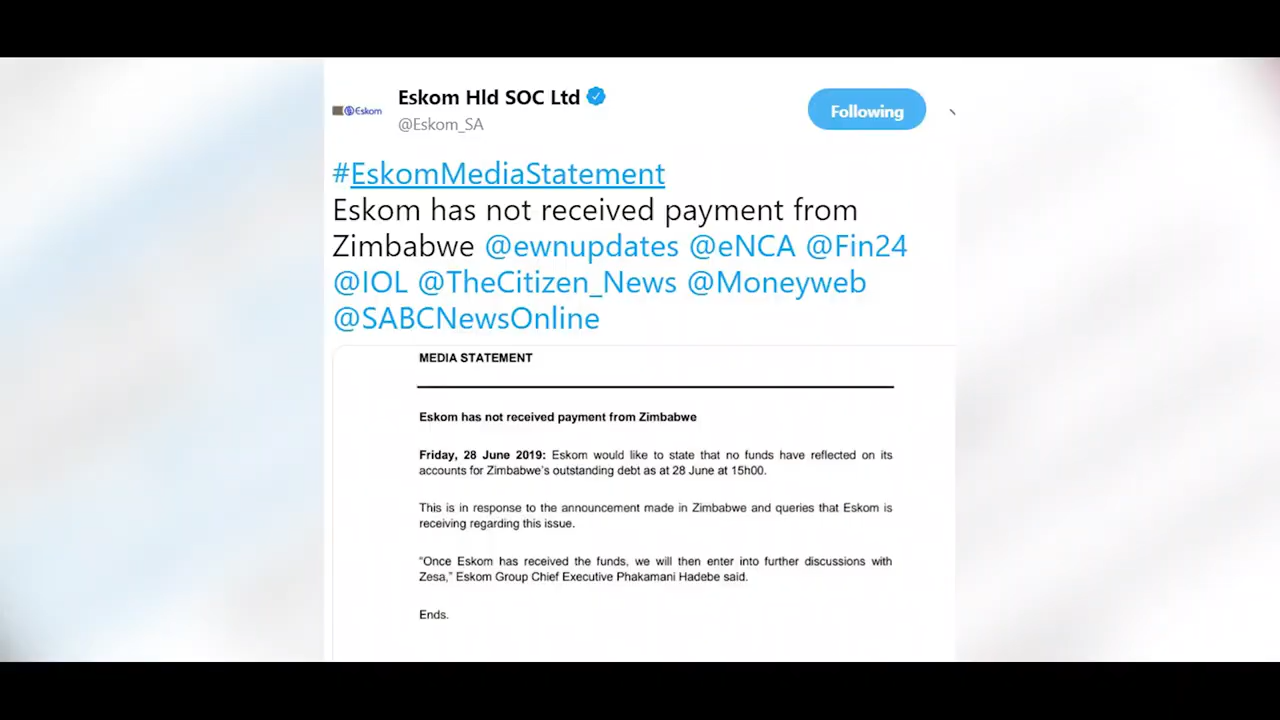 Eskom
Eskom Hld SOC Ltd
@Eskom_SA
Following
#EskomMediaStatement
Eskom has not received payment from
Zimbabwe @ewnupdates @eNCA @Fin24
@IOL @TheCitizen_News @Moneyweb
@SABCNewsOnline
MEDIA STATEMENT
Eskom has not received payment from Zimbabwe
Friday, 28 June 2019: Eskom would like to state that no funds have reflected on its
accounts for Zimbabwe's outstanding debt as at 28 June at 15h00.
This is in response to the announcement made in Zimbabwe and queries that Eskom is
receiving regarding this issue.
"Once Eskom has received the funds, we will then enter into further discussions with
Zesa," Eskom Group Chief Executive Phakamani Hadebe said.
Ends.